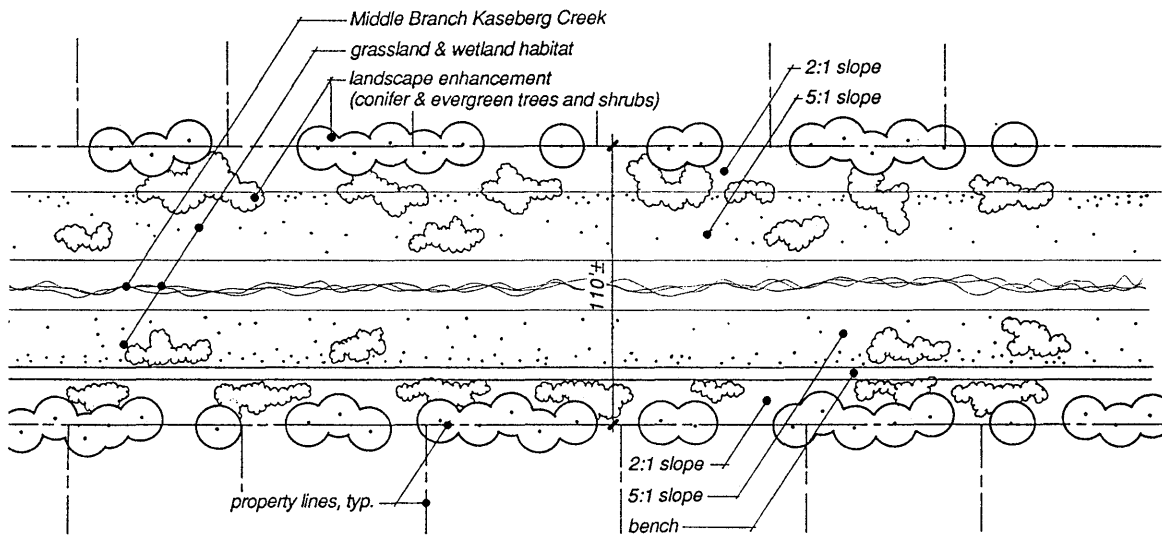 Middle Branch Kaseberg Creek
grassland & wetland habitat
landscape enhancement
(conifer & evergreen trees and shrubs)
2:1 slope
5:1 slope
110'±
2:1 slope
5:1 slope
bench
property lines, typ.